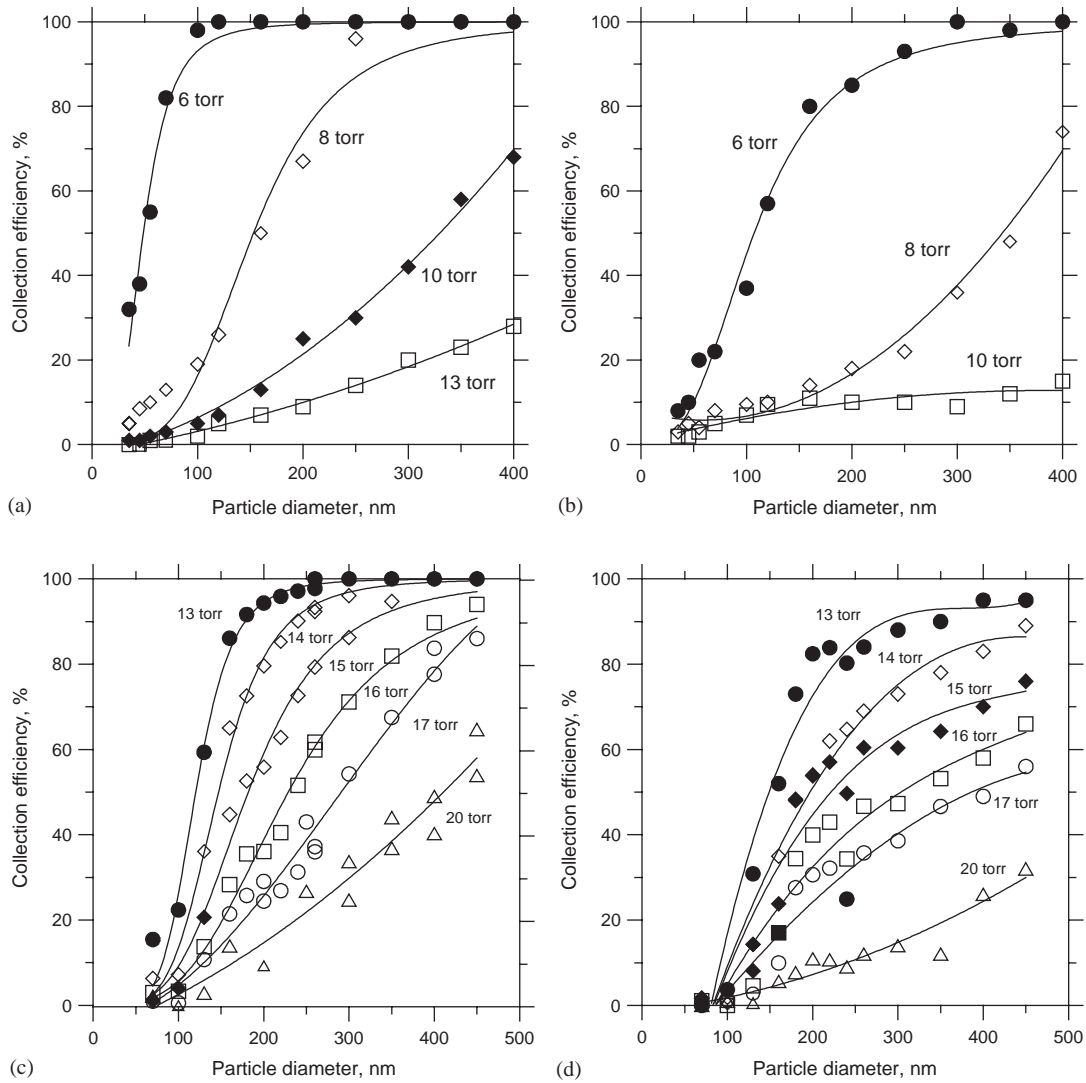 100
80
60
40
20
0
Collection efficiency, %
6 torr
8 torr
10 torr
13 torr
0 100 200 300 400
Particle diameter, nm
(a)
100
80
60
40
20
0
Collection efficiency, %
6 torr
8 torr
10 torr
0 100 200 300 400
Particle diameter, nm
(b)
100
80
60
40
20
0
Collection efficiency, %
13 torr
14 torr
15 torr
16 torr
17 torr
20 torr
0 100 200 300 400 500
Particle diameter, nm
(c)
100
80
60
40
20
0
Collection efficiency, %
13 torr
14 torr
15 torr
16 torr
17 torr
20 torr
0 100 200 300 400 500
Particle diameter, nm
(d)